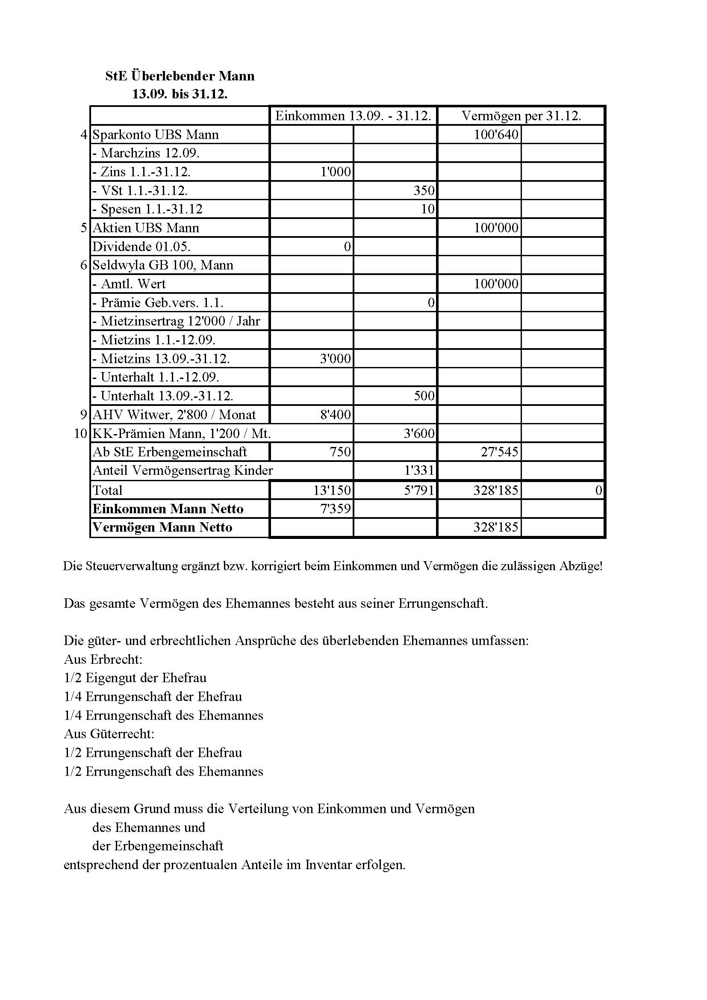 StE Überlebender Mann
13.09. bis 31.12.
Einkommen 13.09. - 31.12. Vermögen per 31.12.
4 Sparkonto UBS Mann 100'640
- Marchzins 12.09.
- Zins 1.1.-31.12. 1'000
- VSt 1.1.-31.12. 350
- Spesen 1.1.-31.12 10
5 Aktien UBS Mann 100'000
Dividende 01.05. 0
6 Seldwyla GB 100, Mann
- Amtl. Wert 100'000
- Prämie Geb.vers. 1.1. 0
- Mietzinsertrag 12'000 / Jahr
- Mietzins 1.1.-12.09.
- Mietzins 13.09.-31.12. 3'000
- Unterhalt 1.1.-12.09.
- Unterhalt 13.09.-31.12. 500
9 AHV Witwer, 2'800 / Monat 8'400
10 KK-Prämien Mann, 1'200 / Mt. 3'600
Ab StE Erbengemeinschaft 750 27'545
Anteil Vermögensertrag Kinder 1'331
Total 13'150 5'791 328'185 0
Einkommen Mann Netto 7'359
Vermögen Mann Netto 328'185
Die Steuerverwaltung ergänzt bzw. korrigiert beim Einkommen und Vermögen die zulässigen Abzüge!
Das gesamte Vermögen des Ehemannes besteht aus seiner Errungenschaft.
Die güter- und erbrechtlichen Ansprüche des überlebenden Ehemannes umfassen:
Aus Erbrecht:
1/2 Eigengut der Ehefrau
1/4 Errungenschaft der Ehefrau
1/4 Errungenschaft des Ehemannes
Aus Güterrecht:
1/2 Errungenschaft der Ehefrau
1/2 Errungenschaft des Ehemannes
Aus diesem Grund muss die Verteilung von Einkommen und Vermögen
des Ehemannes und
der Erbengemeinschaft
entsprechend der prozentualen Anteile im Inventar erfolgen.